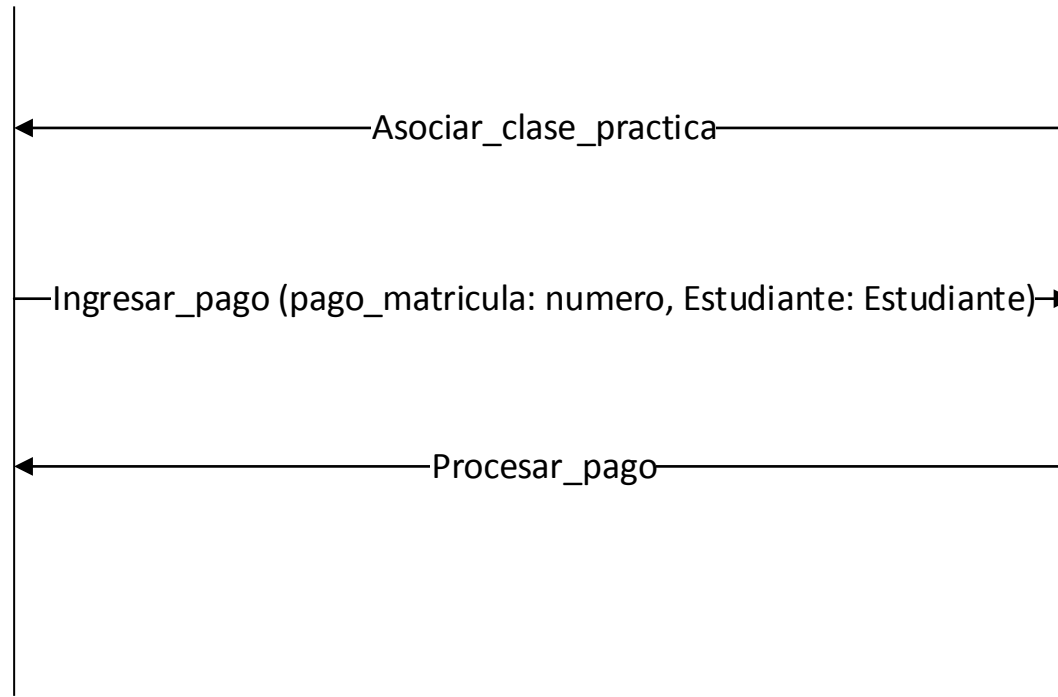 Asociar_clase_practica
Ingresar_pago (pago_matricula: numero, Estudiante: Estudiante)
Procesar_pago